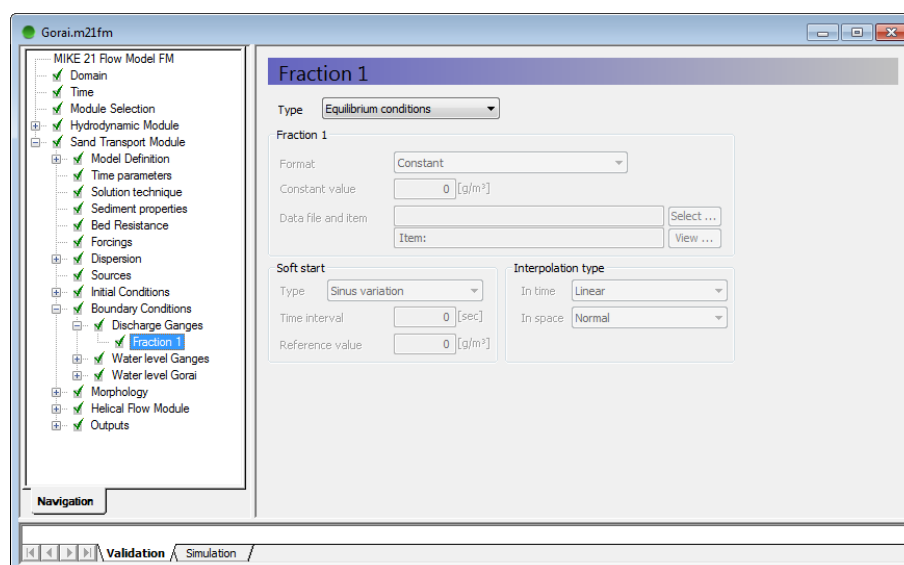 Gorai.m21fm
MIKE 21 Flow Model FM
Domain
Time
Module Selection
Hydrodynamic Module
Sand Transport Module
Model Definition
Time parameters
Solution technique
Sediment properties
Bed Resistance
Forcings
Dispersion
Sources
Initial Conditions
Boundary Conditions
Discharge Ganges
Fraction 1
Water level Ganges
Water level Gorai
Morphology
Helical Flow Module
Outputs
Navigation
Fraction 1
Type Equilibrium conditions
Fraction 1
Format Constant
Constant value 0 [g/m³]
Data file and item Select ...
Item: View ...
Soft start
Type Sinus variation
Time interval 0 [sec]
Reference value 0 [g/m³]
Interpolation type
In time Linear
In space Normal
Validation Simulation